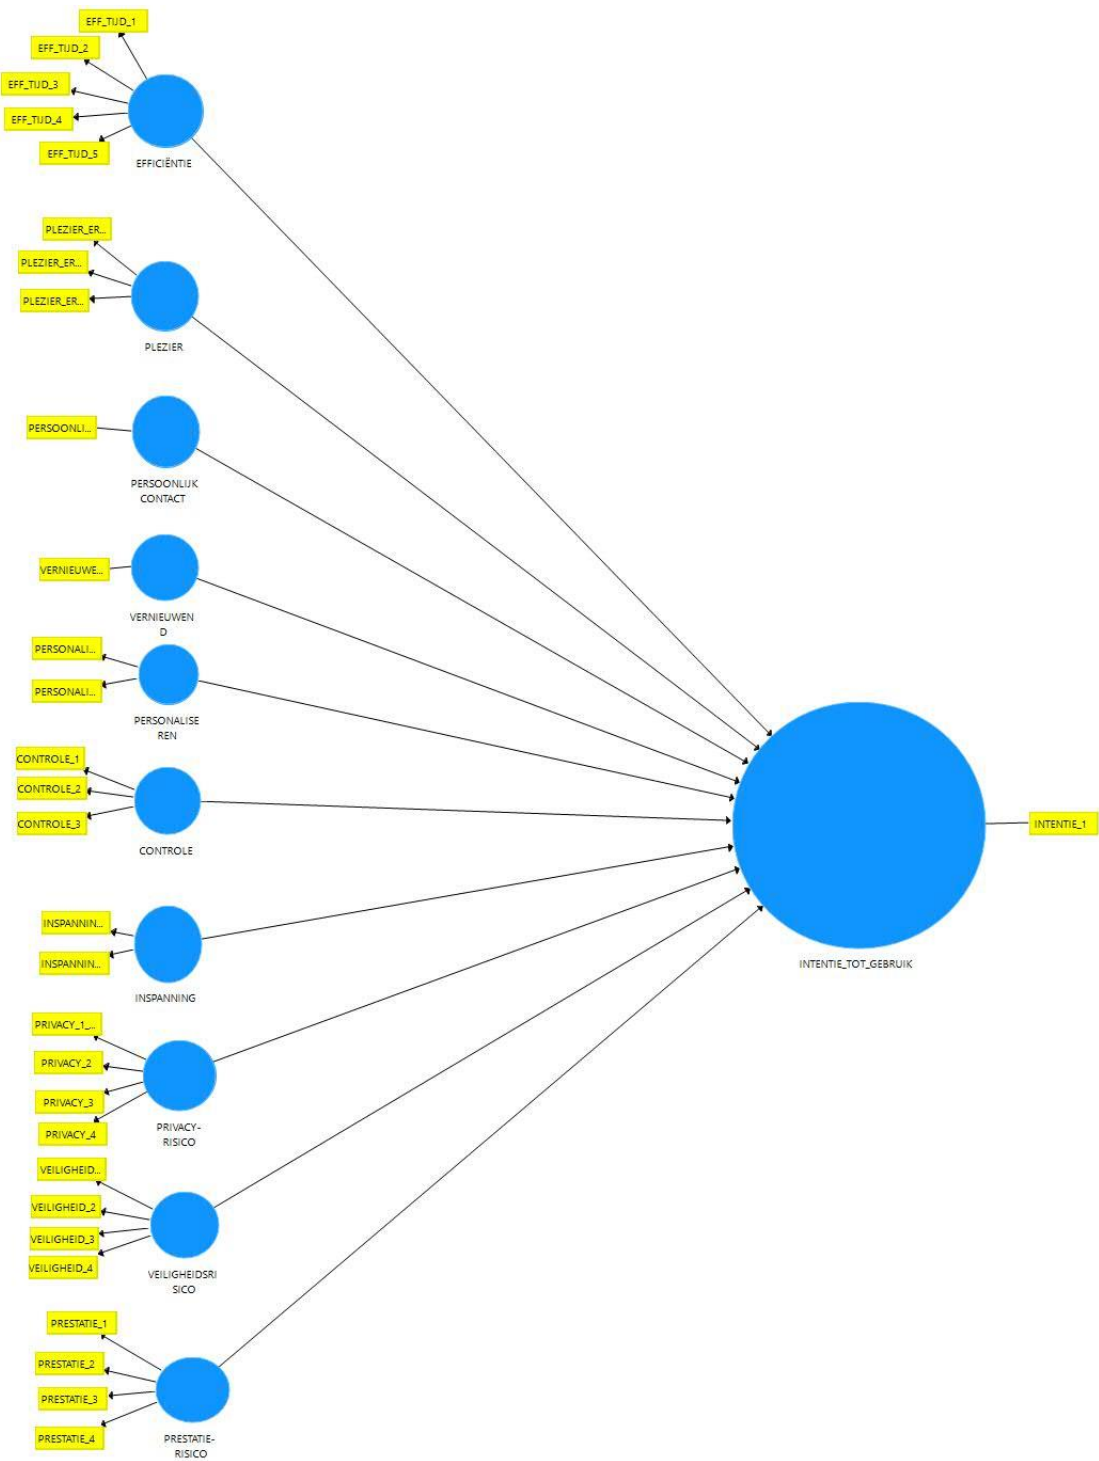 EFF_TIJD_1
EFF_TIJD_2
EFF_TIJD_3
EFF_TIJD_4
EFF_TIJD_5
EFFICIËNTIE
PLEZIER_ER...
PLEZIER_ER...
PLEZIER_ER...
PLEZIER
PERSOONLI...
PERSOONLIJK
CONTACT
VERNIEUWE...
VERNIEUWEN
D
PERSONALI...
PERSONALI...
PERSONALISE
REN
CONTROLE_1
CONTROLE_2
CONTROLE_3
CONTROLE
INTENTIE_1
INTENTIE_TOT_GEBRUIK
INSPANNIN...
INSPANNIN...
INSPANNING
PRIVACY_1_...
PRIVACY_2
PRIVACY_3
PRIVACY_4
PRIVACY-
RISICO
VEILIGHEID...
VEILIGHEID_2
VEILIGHEID_3
VEILIGHEID_4
VEILIGHEIDSRI
SICO
PRESTATIE_1
PRESTATIE_2
PRESTATIE_3
PRESTATIE_4
PRESTATIE-
RISICO